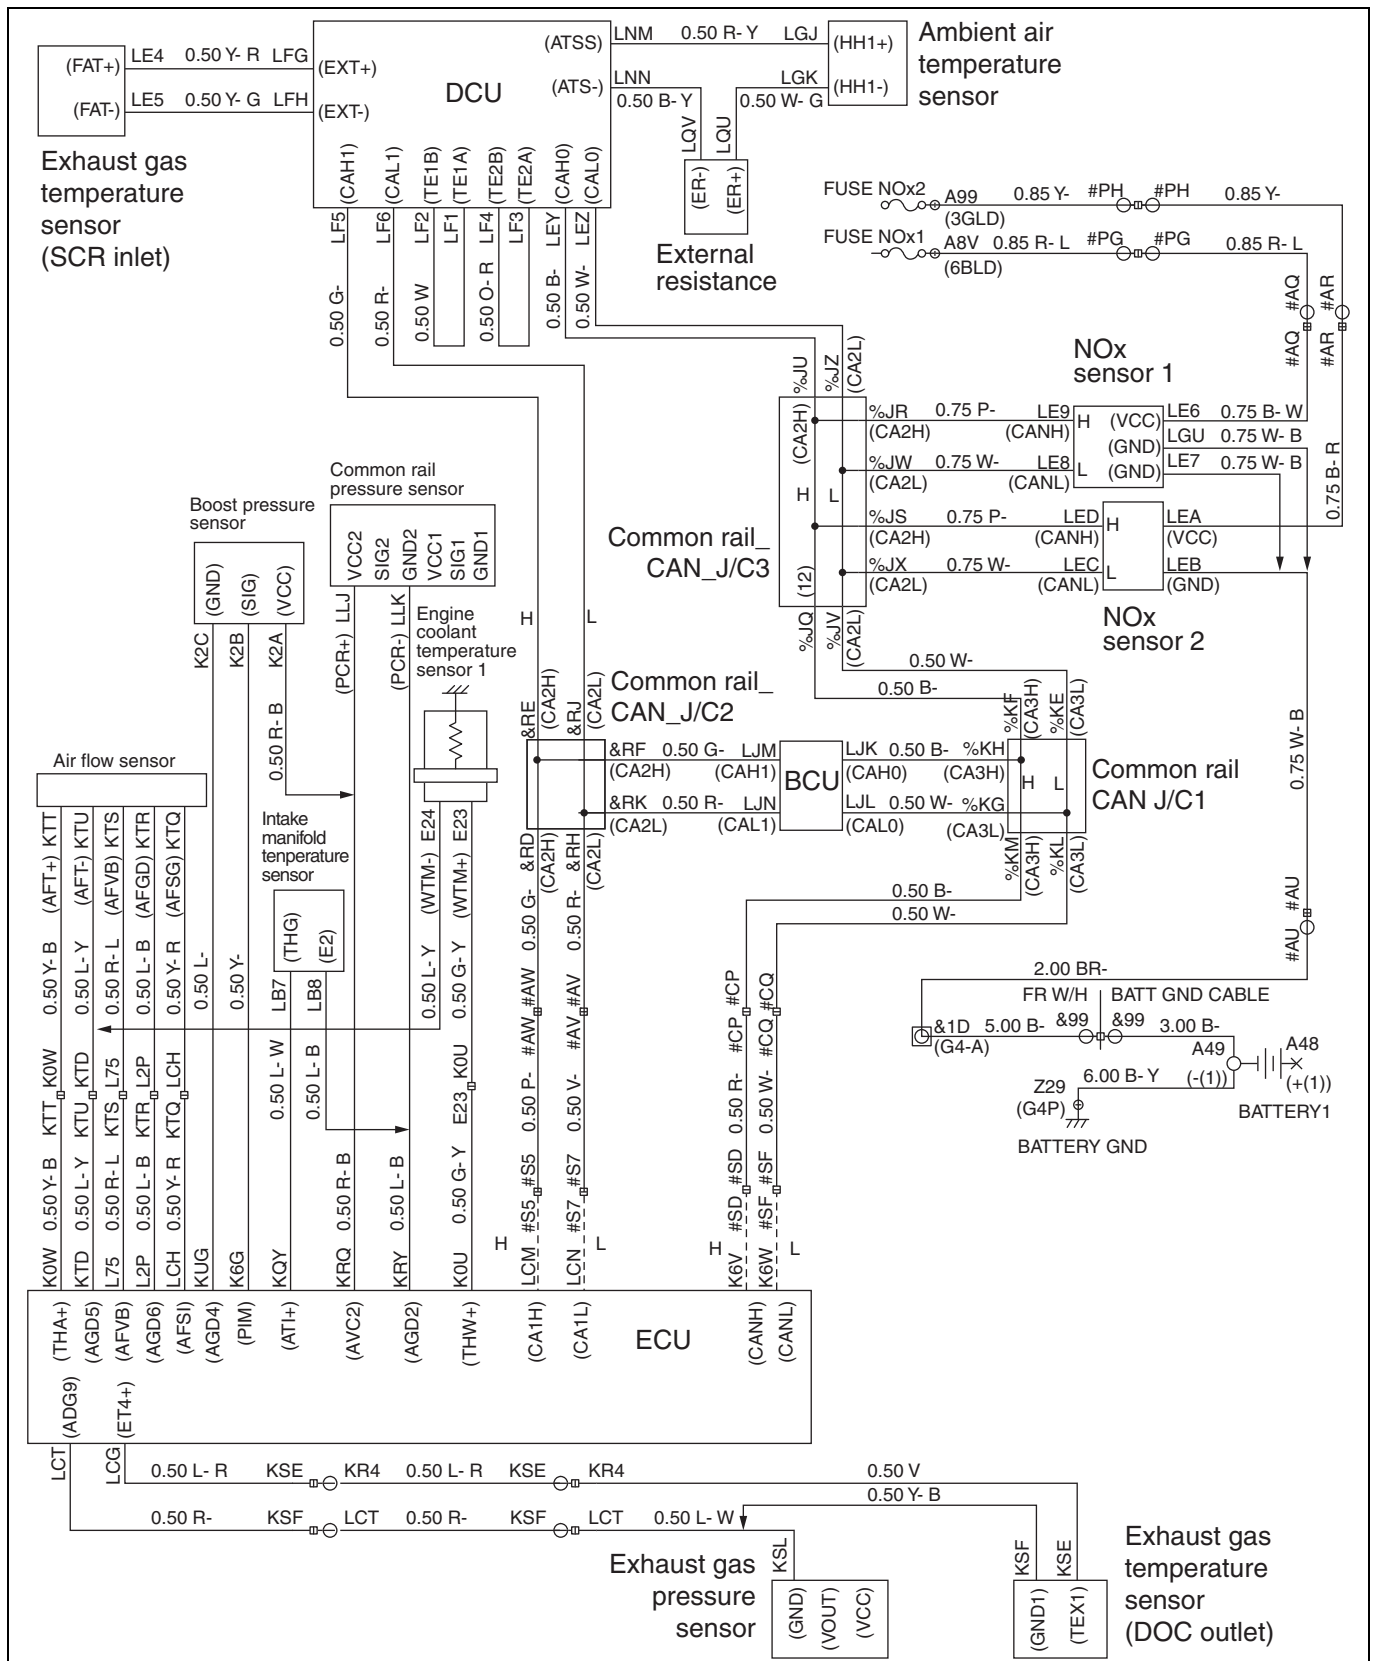 (FAT+) LE4 0.50 Y- R LFG (EXT+)
(FAT-) LE5 0.50 Y- G LFH (EXT-)
Exhaust gas
temperature
sensor
(SCR inlet)
DCU
(ATSS) LNM 0.50 R- Y LGJ (HH1+)
(ATS-) LNN LGK (HH1-)
0.50 B- Y 0.50 W- G
Ambient air
temperature
sensor
LQV LQU
(ER-) (ER+)
External
resistance
(CAH1) (CAL1) (TE1B) (TE1A) (TE2B) (TE2A) (CAH0) (CAL0)
LF5 LF6 LF2 LF1 LF4 LF3 LEY LEZ
0.50 G- 0.50 R- 0.50 W 0.50 O- R 0.50 B- 0.50 W-
FUSE NOx2 A99 0.85 Y- #PH #PH 0.85 Y-
(3GLD)
FUSE NOx1 A8V 0.85 R- L #PG #PG 0.85 R- L
(6BLD)
#AQ #AR
#AQ #AR
NOx
sensor 1
%JU %JZ (CA2L)
(CA2H)
%JR 0.75 P- LE9 H (VCC) LE6 0.75 B- W
(CA2H) (CANH) (GND) LGU 0.75 W- B
%JW 0.75 W- LE8 L (GND) LE7 0.75 W- B
(CA2L) (CANL)
0.75 B- R
H L
%JS 0.75 P- LED H LEA
(CA2H) (CANH) (VCC)
%JX 0.75 W- LEC L LEB
(CA2L) (CANL) (GND)
(12)
Common rail_
CAN_J/C3
NOx
sensor 2
%JQ %JV (CA2L)
0.50 W-
0.50 B-
Common rail
pressure sensor
VCC2 SIG2 GND2 VCC1 SIG1 GND1
(PCR+) LLJ (PCR-) LLK
Boost pressure
sensor
(GND) (SIG) (VCC)
K2C K2B K2A
0.50 R- B
Engine
coolant
temperature
sensor 1
H L
Common rail_
CAN_J/C2
&RE (CA2H) &RJ (CA2L)
&RF 0.50 G- LJM
(CA2H) (CAH1)
&RK 0.50 R- LJN
(CA2L) (CAL1)
BCU
LJK 0.50 B- %KH
(CAH0) (CA3H)
LJL 0.50 W- %KG
(CAL0) (CA3L)
%KF (CA3H) %KE (CA3L)
H L
Common rail
CAN J/C1
%KM (CA3H) %KL (CA3L)
0.50 B-
0.50 W-
0.75 W- B
#AU
#AU
Air flow sensor
(AFT+) KTT (AFT-) KTU (AFVB) KTS (AFGD) KTR (AFSG) KTQ
Intake
manifold
tenperature
sensor
(THG) (E2)
LB7 LB8
(WTM-) E24 (WTM+) E23
&RD (CA2H) &RH (CA2L)
0.50 Y- B 0.50 L- Y 0.50 R- L 0.50 L- B 0.50 Y- R 0.50 L- 0.50 Y- 0.50 L- Y 0.50 G- Y
0.50 G- 0.50 R-
#AW #AV #CP #CQ
#AW #AV #CP #CQ
2.00 BR-
FR W/H BATT GND CABLE
&1D 5.00 B- &99 &99 3.00 B-
(G4-A) A49 A48
6.00 B- Y (-(1)) (+(1))
Z29
(G4P)
BATTERY1
BATTERY GND
K0W KTD L75 L2P LCH
KTT KTU KTS KTR KTQ
0.50 L- W 0.50 L- B E23 K0U
0.50 P- 0.50 V- 0.50 R- 0.50 W-
0.50 Y- B 0.50 L- Y 0.50 R- L 0.50 L- B 0.50 Y- R 0.50 R- B 0.50 L- B 0.50 G- Y
#S5 #S7 #SD #SF
#S5 #S7 #SD #SF
H L H L
K0W KTD L75 L2P LCH KUG K6G KQY KRQ KRY K0U LCM LCN K6V K6W
(THA+) (AGD5) (AFVB) (AGD6) (AFSI) (AGD4) (PIM) (ATI+) (AVC2) (AGD2) (THW+) (CA1H) (CA1L) (CANH) (CANL)
ECU
(ADG9) (ET4+)
LCT LCG
0.50 L- R KSE KR4 0.50 L- R KSE KR4 0.50 V
0.50 Y- B
0.50 R- KSF LCT 0.50 R- KSF LCT 0.50 L- W
KSL
(GND) (VOUT) (VCC)
Exhaust gas
pressure
sensor
KSF KSE
(GND1) (TEX1)
Exhaust gas
temperature
sensor
(DOC outlet)